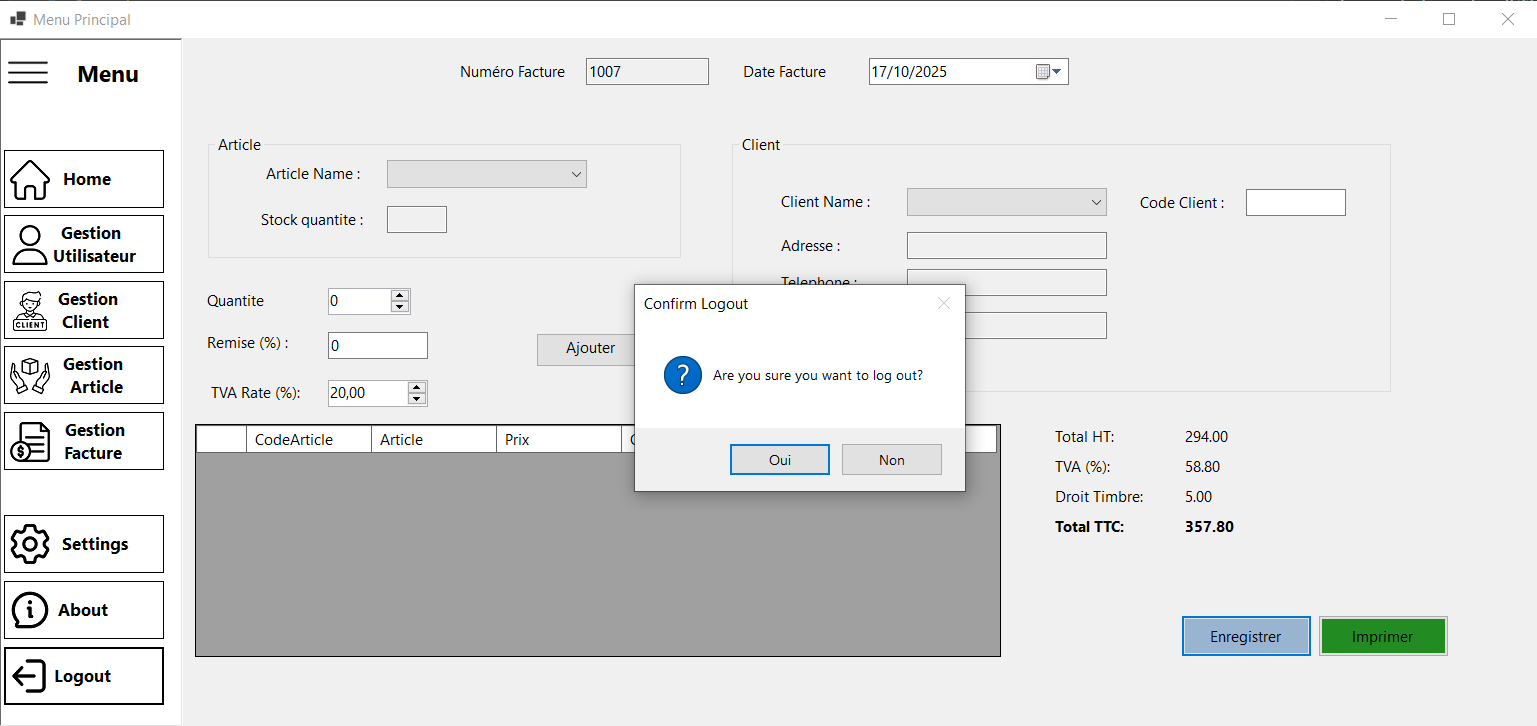 Menu Principal
Menu
Numéro Facture 1007 Date Facture 17/10/2025
Home
Gestion
Utilisateur
Gestion
Client
CLIENT
Gestion
Article
Gestion
Facture
Settings
About
Logout
Article
Article Name :
Stock quantite :
Client
Client Name :
Code Client :
Adresse :
Telephone :
Quantite 0
Remise (%) : 0
TVA Rate (%): 20,00
Ajouter
Confirm Logout
Are you sure you want to log out?
Oui Non
CodeArticle Article Prix
Total HT: 294.00
TVA (%): 58.80
Droit Timbre: 5.00
Total TTC: 357.80
Enregistrer Imprimer